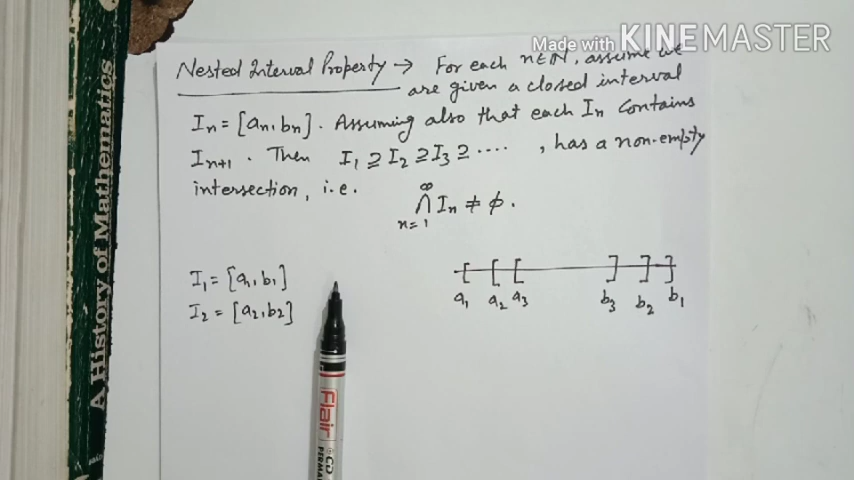 Made with KINEMASTER
Nested Interval Property → For each n∈N, assume we
are given a closed interval
Iₙ = [aₙ, bₙ]. Assuming also that each Iₙ contains
Iₙ₊₁. Then I₁ ⊇ I₂ ⊇ I₃ ⊇ ...., has a non-empty
intersection, i.e.
∞
∩ Iₙ ≠ ϕ.
n=1
I₁ = [a₁, b₁]
I₂ = [a₂, b₂]
a₁ a₂ a₃ b₃ b₂ b₁
A History of Mathematics
Flair
CD
PERMA